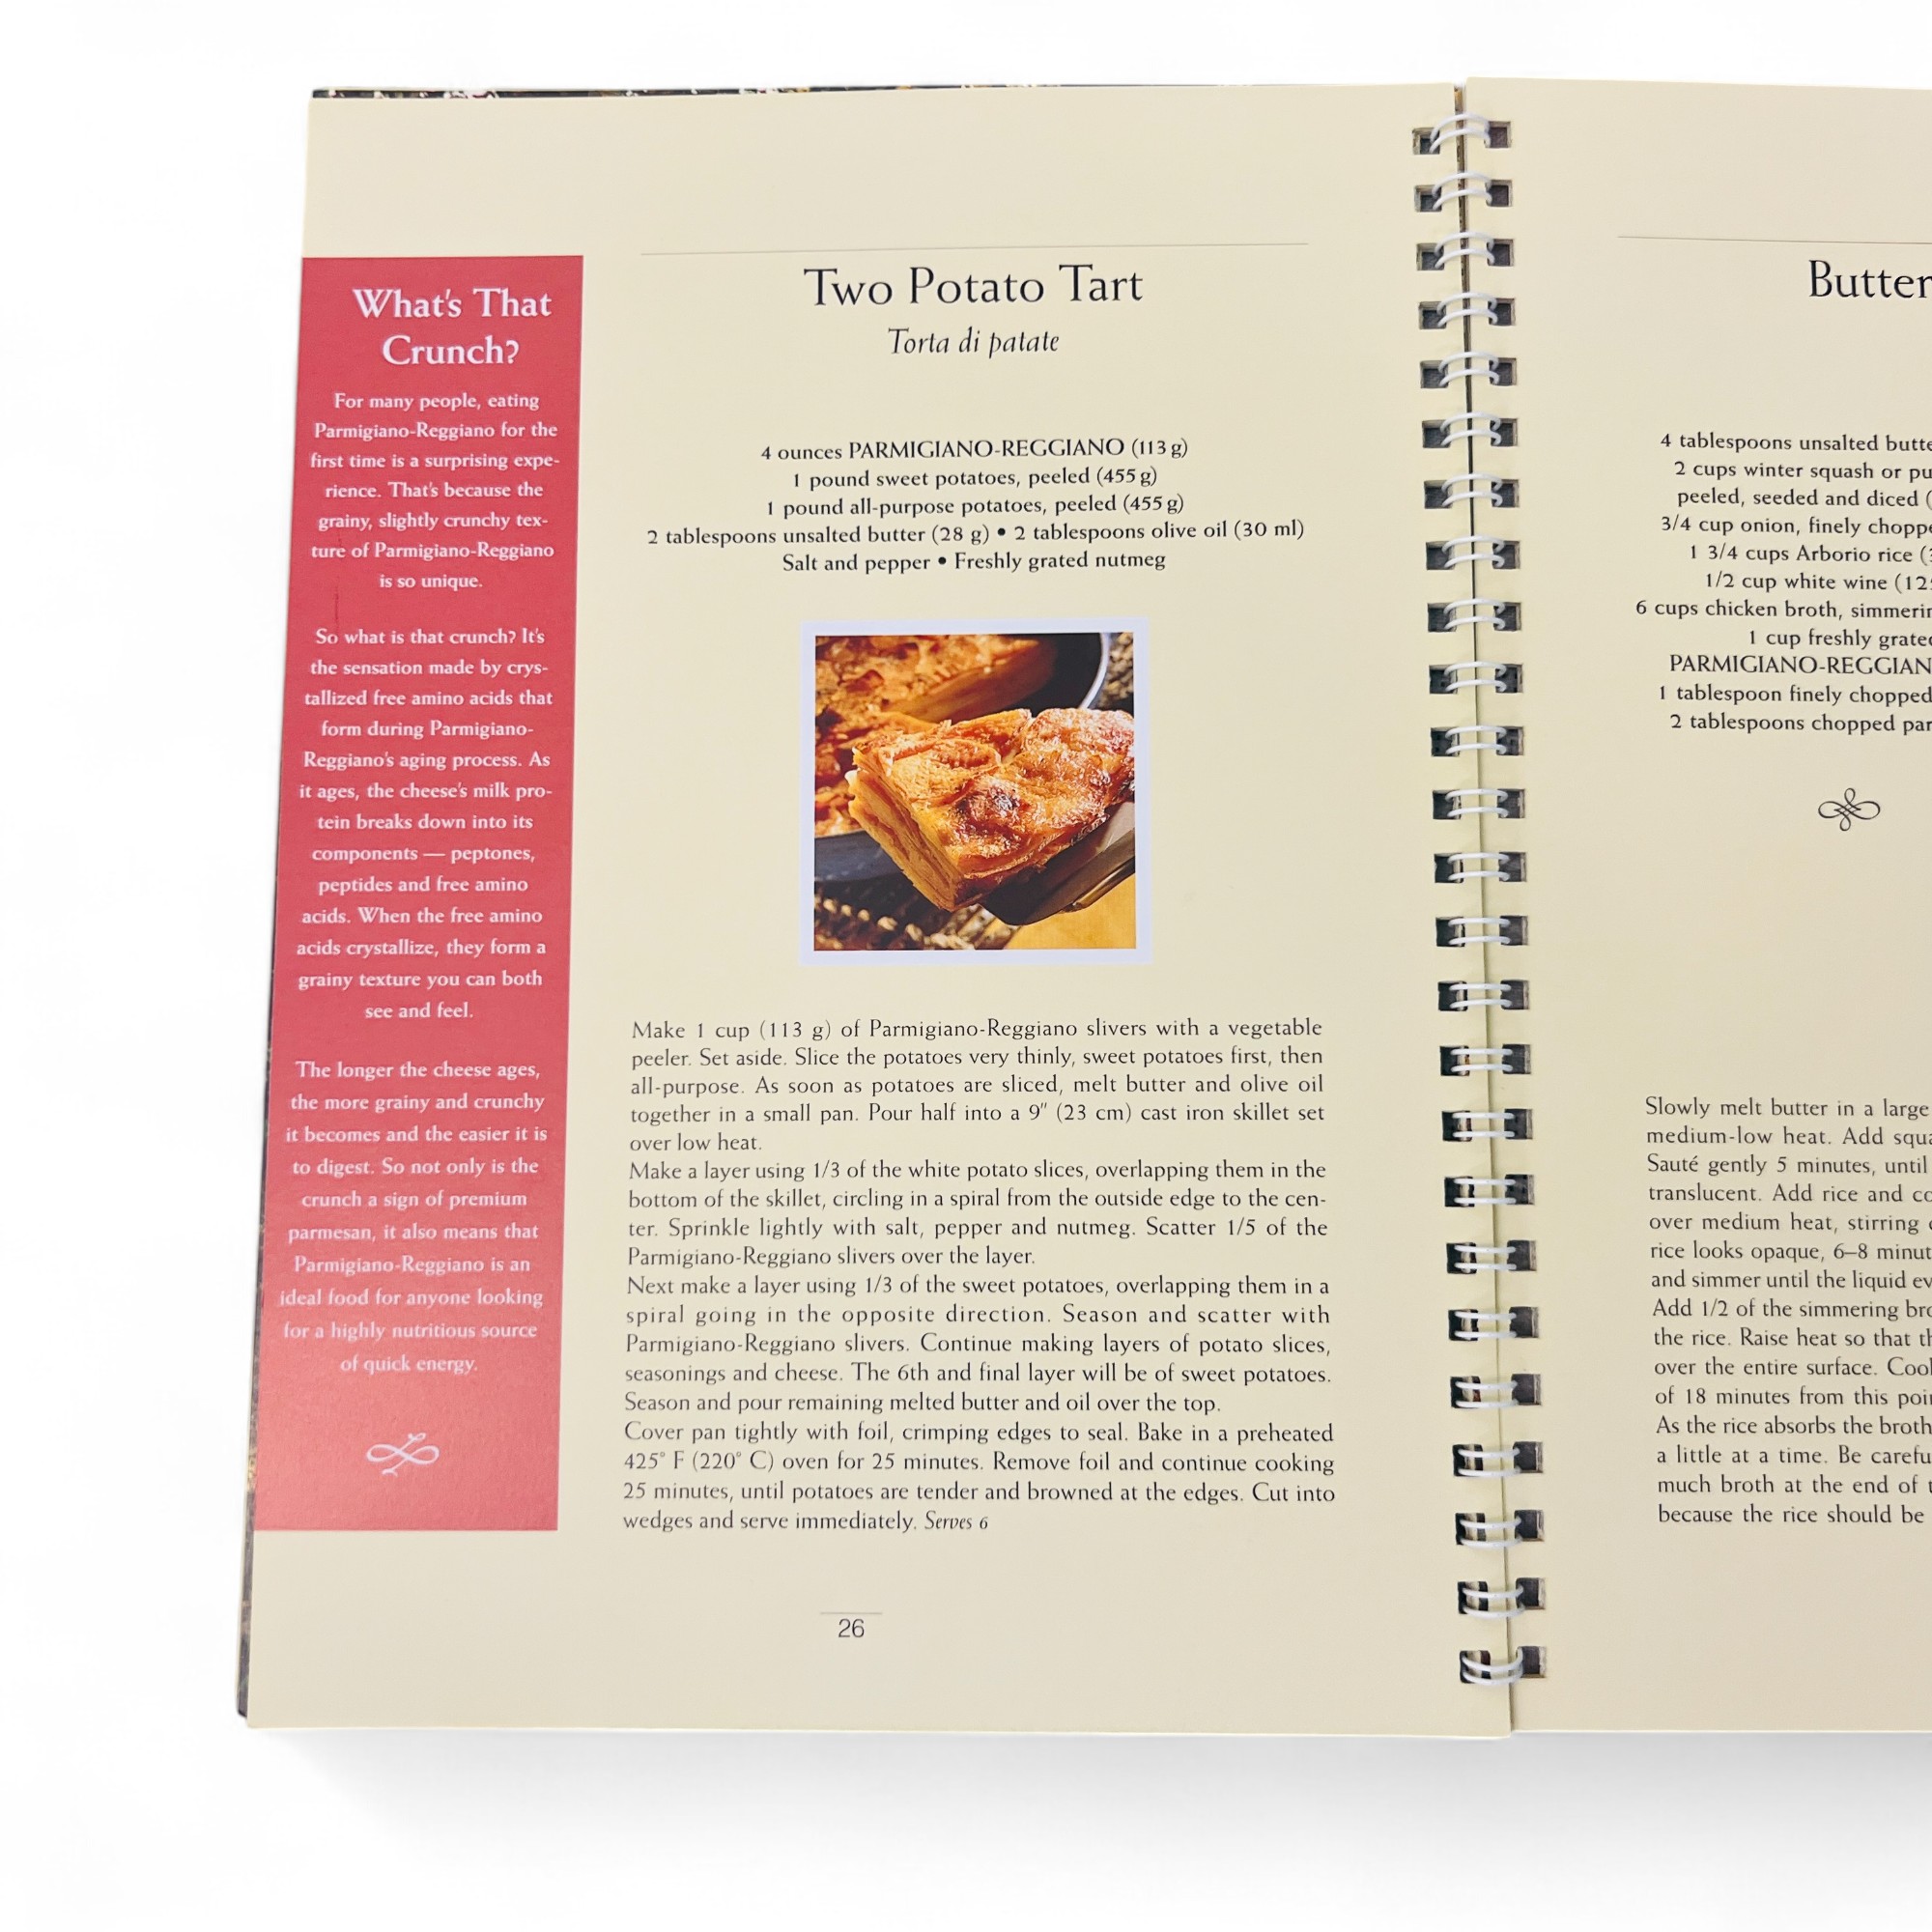 What's That
Crunch?
For many people, eating
Parmigiano-Reggiano for the
first time is a surprising expe-
rience. That's because the
grainy, slightly crunchy tex-
ture of Parmigiano-Reggiano
is so unique.
So what is that crunch? It's
the sensation made by crys-
tallized free amino acids that
form during Parmigiano-
Reggiano's aging process. As
it ages, the cheese's milk pro-
tein breaks down into its
components — peptones,
peptides and free amino
acids. When the free amino
acids crystallize, they form a
grainy texture you can both
see and feel.
The longer the cheese ages,
the more grainy and crunchy
it becomes and the easier it is
to digest. So not only is the
crunch a sign of premium
parmesan, it also means that
Parmigiano-Reggiano is an
ideal food for anyone looking
for a highly nutritious source
of quick energy.
Two Potato Tart
Torta di patate
4 ounces PARMIGIANO-REGGIANO (113 g)
1 pound sweet potatoes, peeled (455 g)
1 pound all-purpose potatoes, peeled (455 g)
2 tablespoons unsalted butter (28 g) • 2 tablespoons olive oil (30 ml)
Salt and pepper • Freshly grated nutmeg
Make 1 cup (113 g) of Parmigiano-Reggiano slivers with a vegetable
peeler. Set aside. Slice the potatoes very thinly, sweet potatoes first, then
all-purpose. As soon as potatoes are sliced, melt butter and olive oil
together in a small pan. Pour half into a 9" (23 cm) cast iron skillet set
over low heat.
Make a layer using 1/3 of the white potato slices, overlapping them in the
bottom of the skillet, circling in a spiral from the outside edge to the cen-
ter. Sprinkle lightly with salt, pepper and nutmeg. Scatter 1/5 of the
Parmigiano-Reggiano slivers over the layer.
Next make a layer using 1/3 of the sweet potatoes, overlapping them in a
spiral going in the opposite direction. Season and scatter with
Parmigiano-Reggiano slivers. Continue making layers of potato slices,
seasonings and cheese. The 6th and final layer will be of sweet potatoes.
Season and pour remaining melted butter and oil over the top.
Cover pan tightly with foil, crimping edges to seal. Bake in a preheated
425° F (220° C) oven for 25 minutes. Remove foil and continue cooking
25 minutes, until potatoes are tender and browned at the edges. Cut into
wedges and serve immediately. Serves 6
26
Butter
4 tablespoons unsalted butte
2 cups winter squash or pu
peeled, seeded and diced (
3/4 cup onion, finely choppe
1 3/4 cups Arborio rice (
1/2 cup white wine (12
6 cups chicken broth, simmerin
1 cup freshly grate
PARMIGIANO-REGGIAN
1 tablespoon finely chopped
2 tablespoons chopped par
Slowly melt butter in a large
medium-low heat. Add squa
Sauté gently 5 minutes, until
translucent. Add rice and co
over medium heat, stirring
rice looks opaque, 6–8 minut
and simmer until the liquid ev
Add 1/2 of the simmering bro
the rice. Raise heat so that th
over the entire surface. Cool
of 18 minutes from this poin
As the rice absorbs the broth
a little at a time. Be carefu
much broth at the end of t
because the rice should be